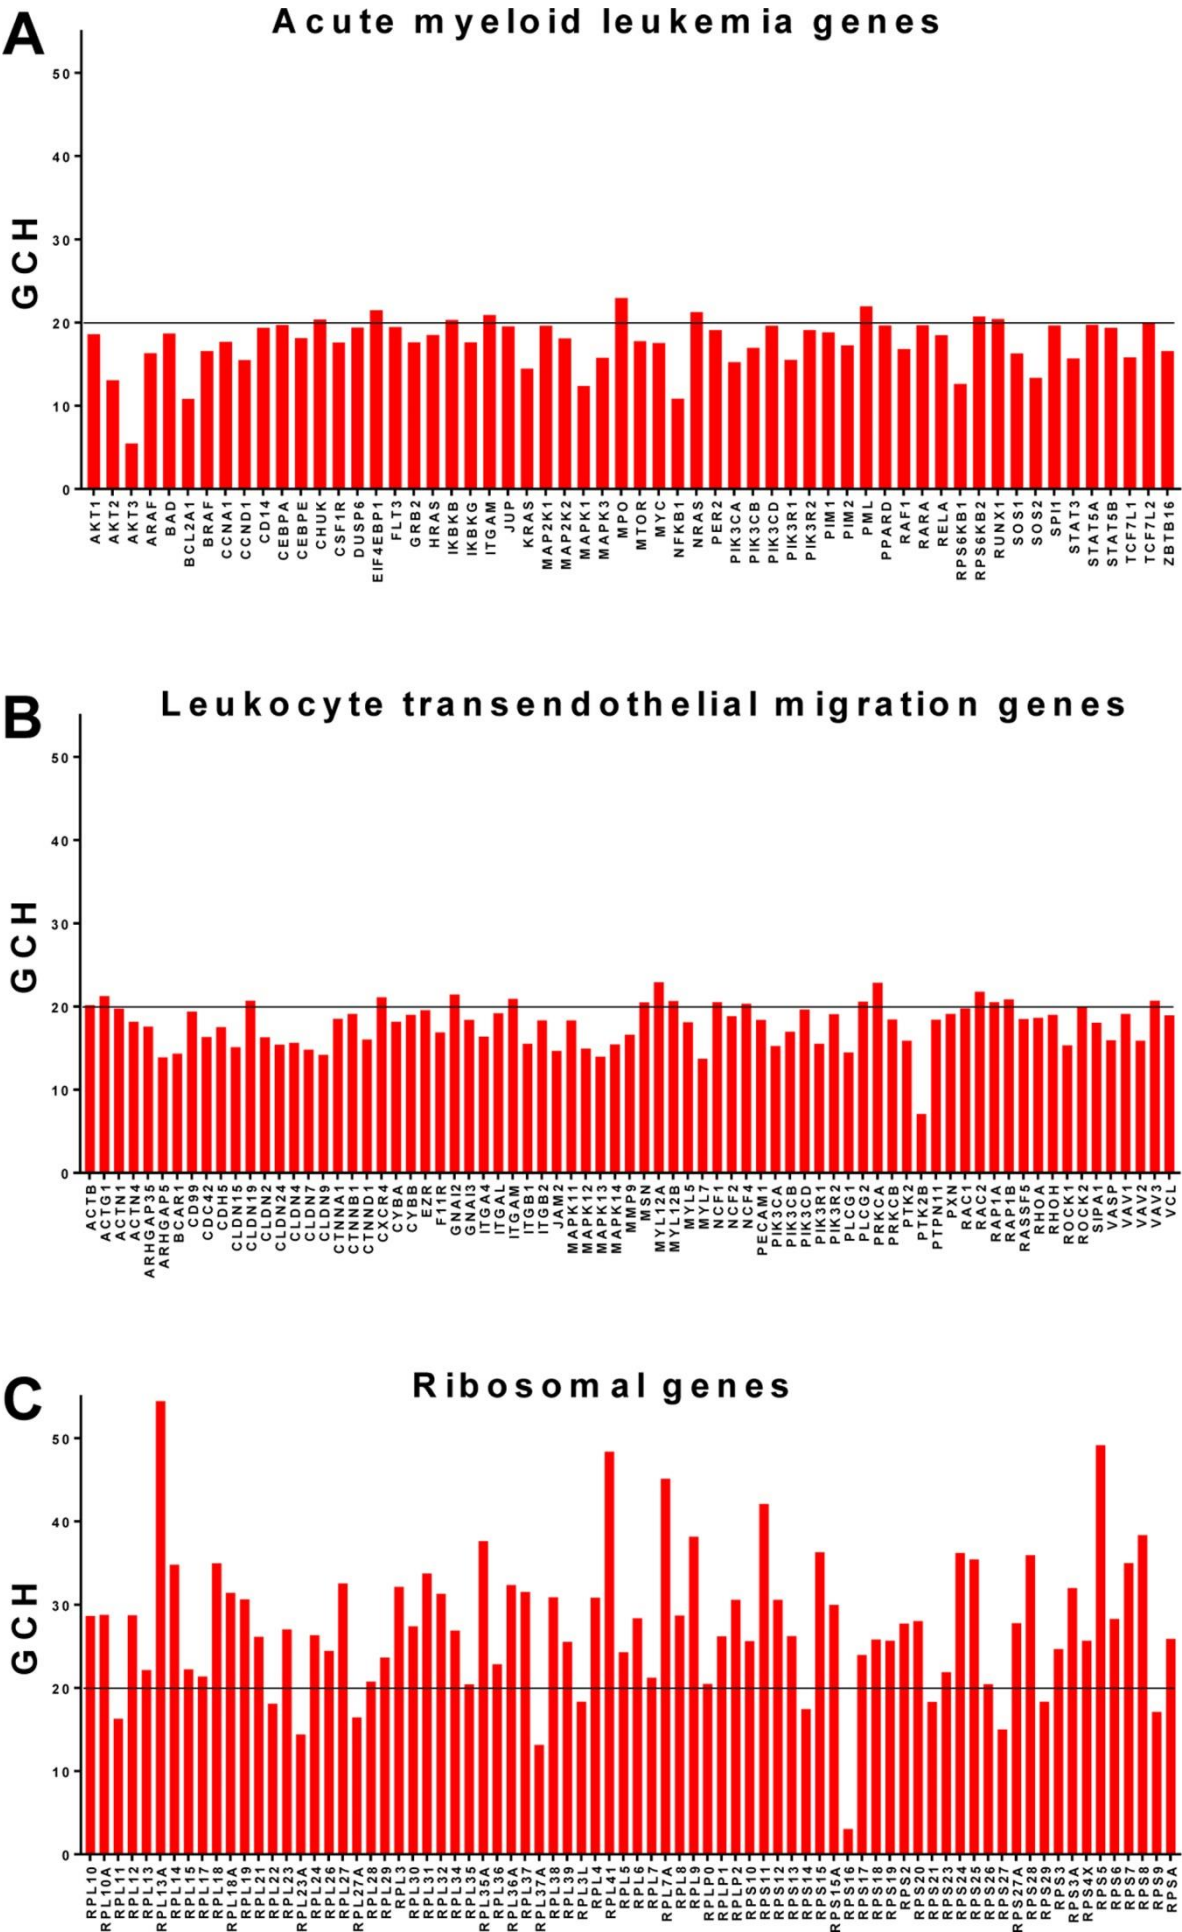 A
Acute myeloid leukemia genes
GCH
50
40
30
20
10
0
AKT1
AKT2
AKT3
ARAF
BAD
BCL2A1
BRAF
CCNA1
CCND1
CD14
CEBPA
CEBPE
CHUK
CSF1R
DUSP6
EIF4EBP1
FLT3
GRB2
HRAS
IKBKB
IKBKG
ITGAM
JUP
KRAS
MAP2K1
MAP2K2
MAPK1
MAPK3
MPO
MTOR
MYC
NFKB1
NRAS
PER2
PIK3CA
PIK3CB
PIK3CD
PIK3R1
PIK3R2
PIM1
PIM2
PML
PPARD
RAF1
RARA
RELA
RPS6KB1
RPS6KB2
RUNX1
SOS1
SOS2
SPI1
STAT3
STAT5A
STAT5B
TCF7L1
TCF7L2
ZBTB16
B
Leukocyte transendothelial migration genes
GCH
50
40
30
20
10
0
ACTB
ACTG1
ACTN1
ACTN4
ARHGAP35
ARHGAP5
BCAR1
CD99
CDC42
CDH5
CLDN15
CLDN19
CLDN2
CLDN24
CLDN4
CLDN7
CLDN9
CTNNA1
CTNNB1
CTNND1
CXCR4
CYBA
CYBB
EZR
F11R
GNAI2
GNAI3
ITGA4
ITGAL
ITGAM
ITGB1
ITGB2
JAM2
MAPK11
MAPK12
MAPK13
MAPK14
MMP9
MSN
MYL12A
MYL12B
MYL5
MYL7
NCF1
NCF2
NCF4
PECAM1
PIK3CA
PIK3CB
PIK3CD
PIK3R1
PIK3R2
PLCG1
PLCG2
PRKCA
PRKCB
PTK2
PTK2B
PTPN11
PXN
RAC1
RAC2
RAP1A
RAP1B
RASSF5
RHOA
RHOH
ROCK1
ROCK2
SIPA1
VASP
VAV1
VAV2
VAV3
VCL
C
Ribosomal genes
GCH
50
40
30
20
10
0
RPL10
RPL10A
RPL11
RPL12
RPL13
RPL13A
RPL14
RPL15
RPL17
RPL18
RPL18A
RPL19
RPL21
RPL22
RPL23
RPL23A
RPL24
RPL26
RPL27
RPL27A
RPL28
RPL29
RPL3
RPL30
RPL31
RPL32
RPL34
RPL35
RPL35A
RPL36
RPL36A
RPL37
RPL37A
RPL38
RPL39
RPL3L
RPL4
RPL41
RPL5
RPL6
RPL7
RPL7A
RPL8
RPL9
RPLP0
RPLP1
RPLP2
RPS10
RPS11
RPS12
RPS13
RPS14
RPS15
RPS15A
RPS16
RPS17
RPS18
RPS19
RPS2
RPS20
RPS21
RPS23
RPS24
RPS25
RPS26
RPS27
RPS27A
RPS28
RPS29
RPS3
RPS3A
RPS4X
RPS5
RPS6
RPS7
RPS8
RPS9
RPSA